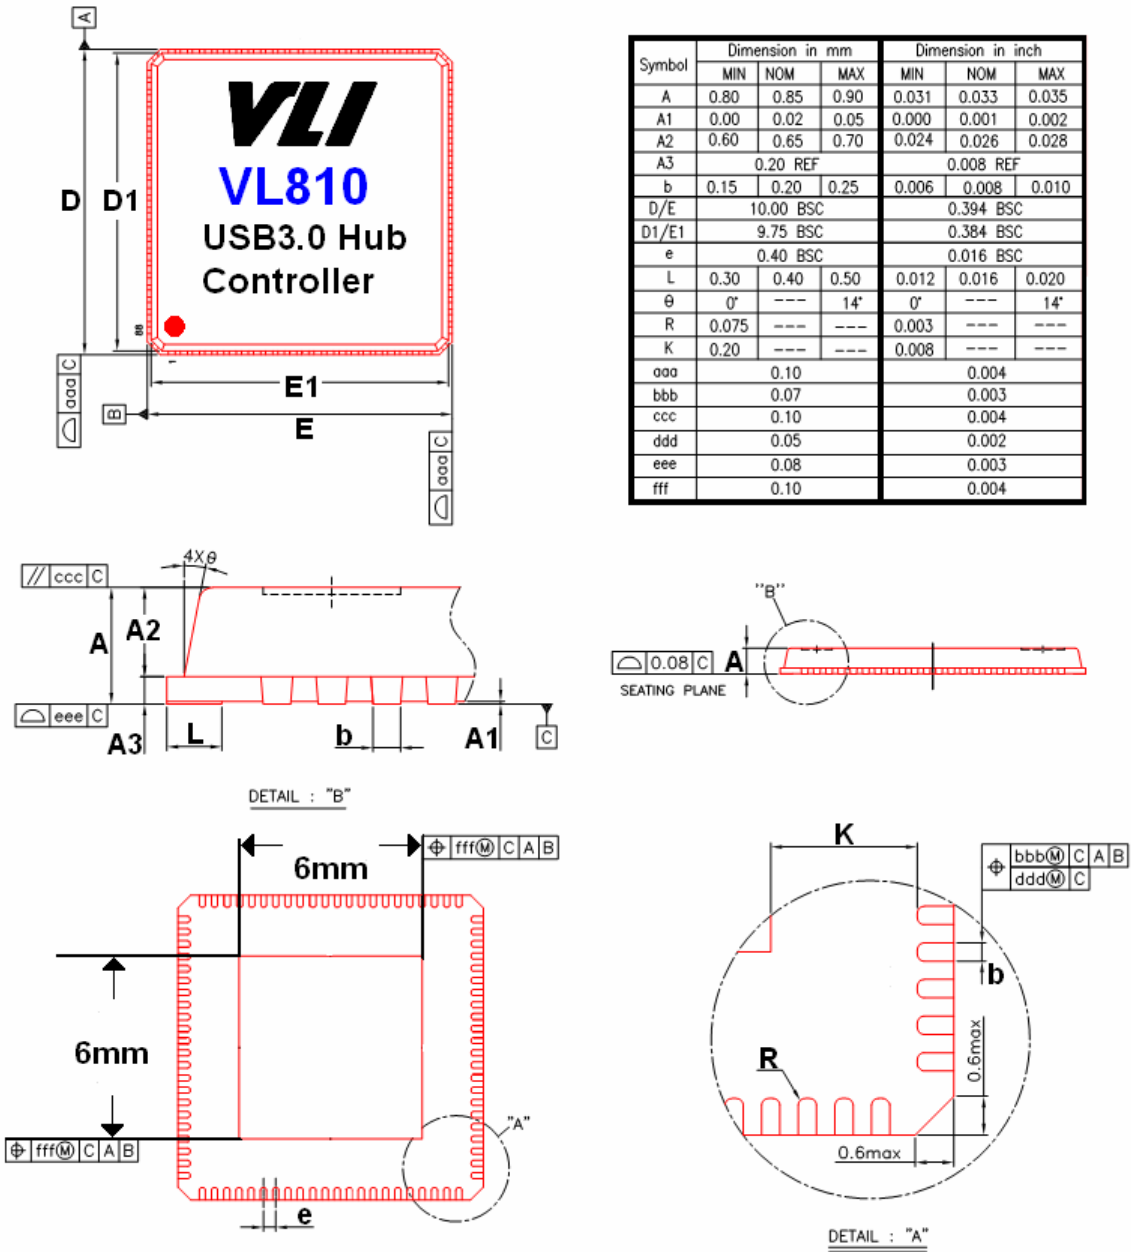 A
VLI
VL810
USB3.0 Hub
Controller
D
D1
88
1
E1
E
B
aaa C
aaa C
Symbol Dimension in mm Dimension in inch
MIN NOM MAX MIN NOM MAX
A 0.80 0.85 0.90 0.031 0.033 0.035
A1 0.00 0.02 0.05 0.000 0.001 0.002
A2 0.60 0.65 0.70 0.024 0.026 0.028
A3 0.20 REF 0.008 REF
b 0.15 0.20 0.25 0.006 0.008 0.010
D/E 10.00 BSC 0.394 BSC
D1/E1 9.75 BSC 0.384 BSC
e 0.40 BSC 0.016 BSC
L 0.30 0.40 0.50 0.012 0.016 0.020
θ 0° --- 14° 0° --- 14°
R 0.075 --- --- 0.003 --- ---
K 0.20 --- --- 0.008 --- ---
aaa 0.10 0.004
bbb 0.07 0.003
ccc 0.10 0.004
ddd 0.05 0.002
eee 0.08 0.003
fff 0.10 0.004
// ccc C
4Xθ
A
A2
eee C
A3
L
b
A1
C
DETAIL : "B"
"B"
0.08 C
A
SEATING PLANE
6mm
fffⓂ C A B
6mm
fffⓂ C A B
"A"
e
K
bbbⓂ C A B
dddⓂ C
b
R
0.6max
0.6max
DETAIL : "A"